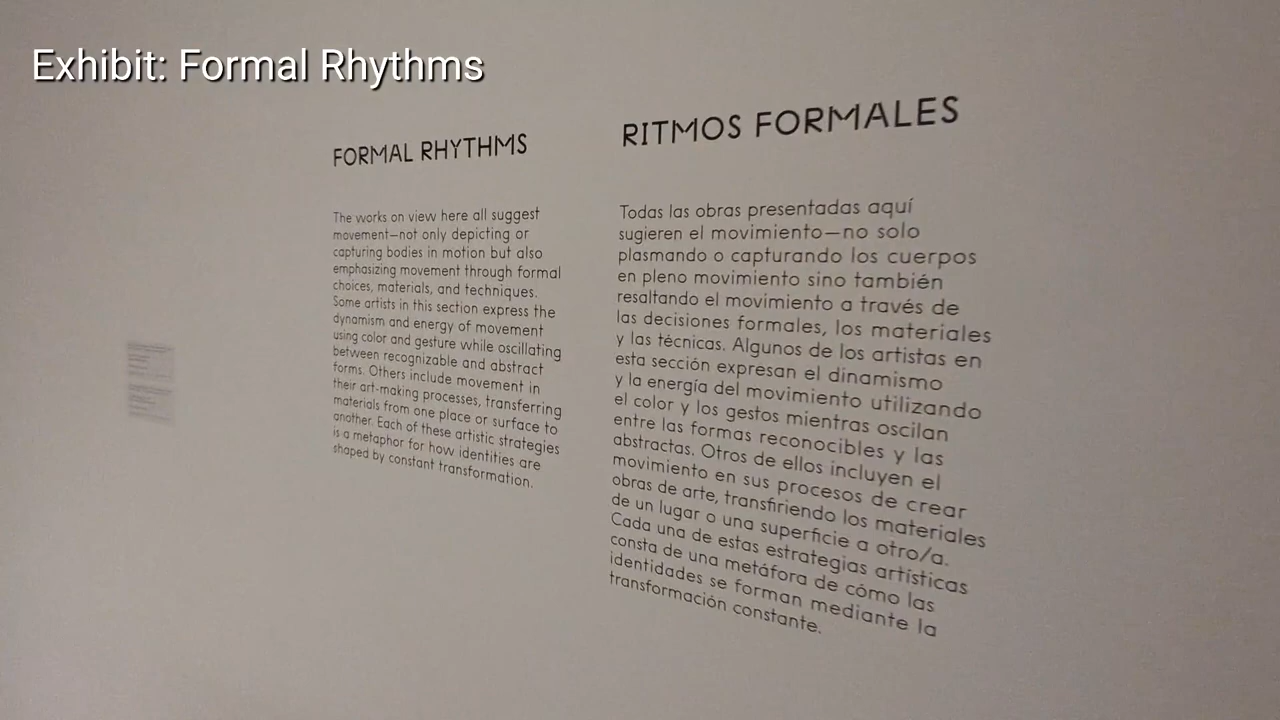 Exhibit: Formal Rhythms
FORMAL RHYTHMS
The works on view here all suggest
movement—not only depicting or
capturing bodies in motion but also
emphasizing movement through formal
choices, materials, and techniques.
Some artists in this section express the
dynamism and energy of movement
using color and gesture while oscillating
between recognizable and abstract
forms. Others include movement in
their art-making processes, transferring
materials from one place or surface to
another. Each of these artistic strategies
is a metaphor for how identities are
shaped by constant transformation.
RITMOS FORMALES
Todas las obras presentadas aquí
sugieren el movimiento—no solo
plasmando o capturando los cuerpos
en pleno movimiento sino también
resaltando el movimiento a través de
las decisiones formales, los materiales
y las técnicas. Algunos de los artistas en
esta sección expresan el dinamismo
y la energía del movimiento utilizando
el color y los gestos mientras oscilan
entre las formas reconocibles y las
abstractas. Otros de ellos incluyen el
movimiento en sus procesos de crear
obras de arte, transfiriendo los materiales
de un lugar o una superficie a otro/a.
Cada una de estas estrategias artísticas
consta de una metáfora de cómo las
identidades se forman mediante la
transformación constante.